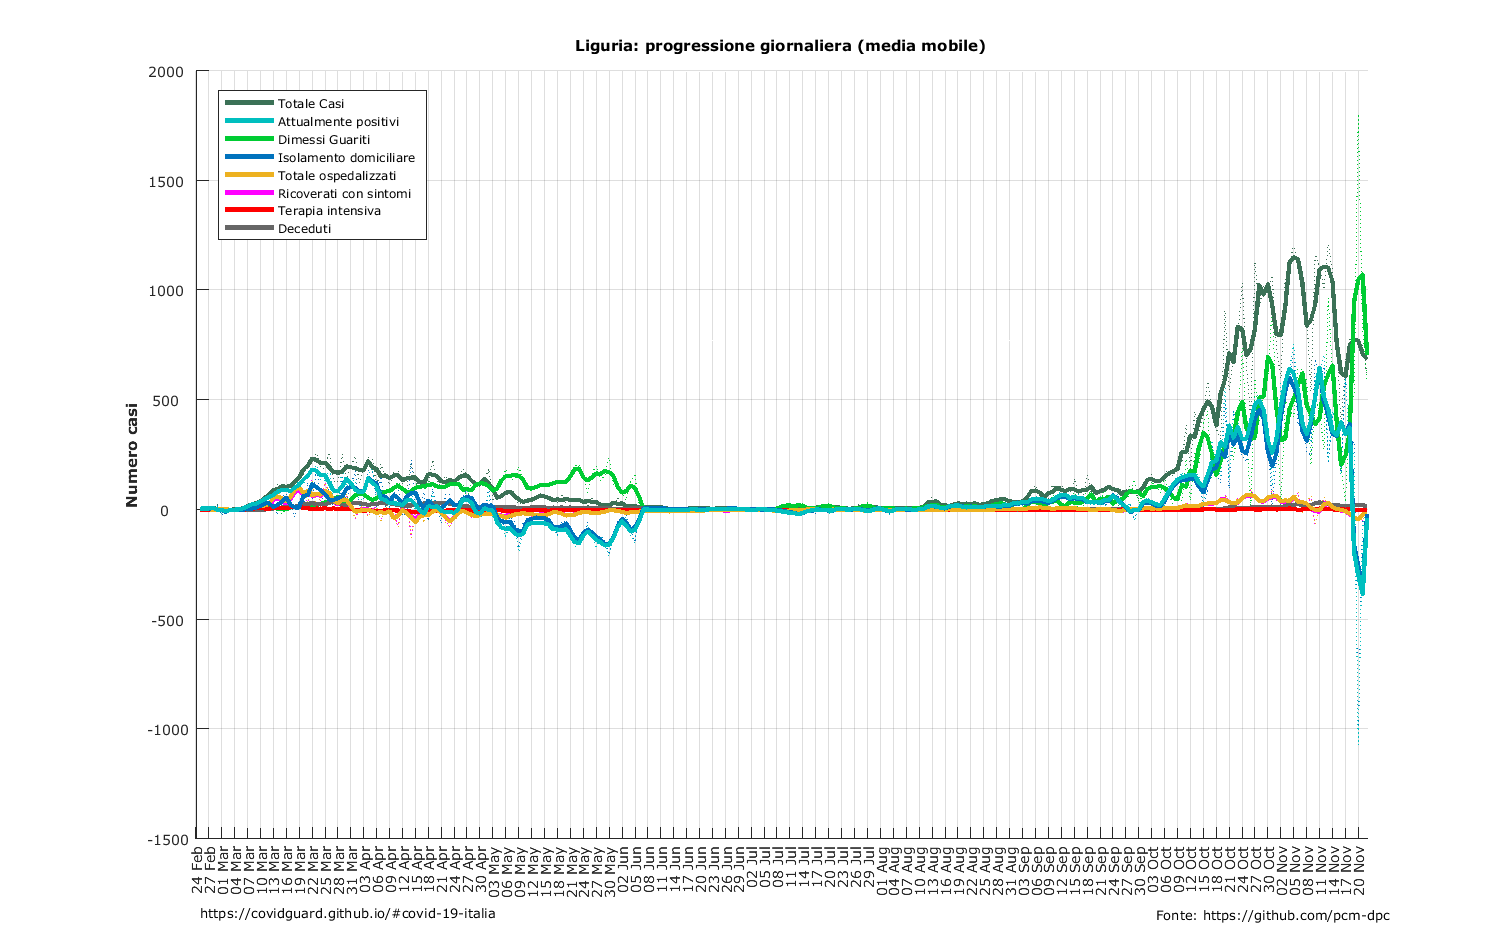 Liguria: progressione giornaliera (media mobile)
Numero casi
2000
1500
1000
500
0
-500
-1000
-1500
Totale Casi
Attualmente positivi
Dimessi Guariti
Isolamento domiciliare
Totale ospedalizzati
Ricoverati con sintomi
Terapia intensiva
Deceduti
24 Feb
27 Feb
01 Mar
04 Mar
07 Mar
10 Mar
13 Mar
16 Mar
19 Mar
22 Mar
25 Mar
28 Mar
31 Mar
03 Apr
06 Apr
09 Apr
12 Apr
15 Apr
18 Apr
21 Apr
24 Apr
27 Apr
30 Apr
03 May
06 May
09 May
12 May
15 May
18 May
21 May
24 May
27 May
30 May
02 Jun
05 Jun
08 Jun
11 Jun
14 Jun
17 Jun
20 Jun
23 Jun
26 Jun
29 Jun
02 Jul
05 Jul
08 Jul
11 Jul
14 Jul
17 Jul
20 Jul
23 Jul
26 Jul
29 Jul
01 Aug
04 Aug
07 Aug
10 Aug
13 Aug
16 Aug
19 Aug
22 Aug
25 Aug
28 Aug
31 Aug
03 Sep
06 Sep
09 Sep
12 Sep
15 Sep
18 Sep
21 Sep
24 Sep
27 Sep
30 Sep
03 Oct
06 Oct
09 Oct
12 Oct
15 Oct
18 Oct
21 Oct
24 Oct
27 Oct
30 Oct
02 Nov
05 Nov
08 Nov
11 Nov
14 Nov
17 Nov
20 Nov
https://covidguard.github.io/#covid-19-italia
Fonte: https://github.com/pcm-dpc